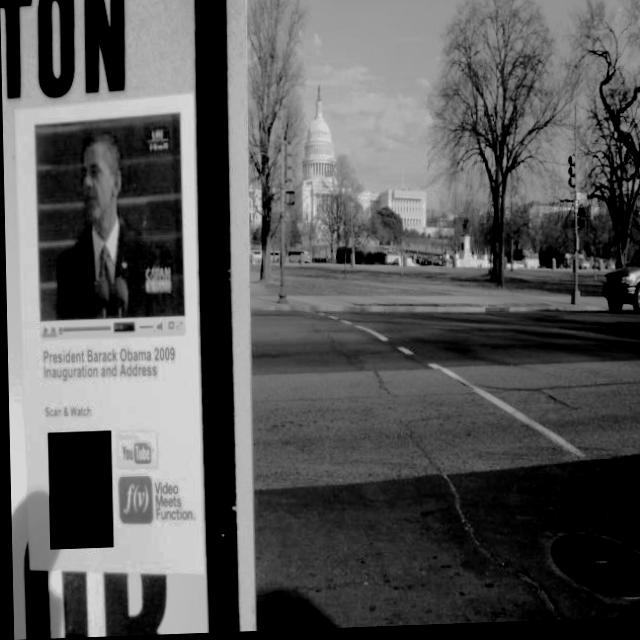 TON
President Barack Obama 2009
Inauguration and Address
Scan & Watch
You Tube
f(v)
Video
Meets
Function.